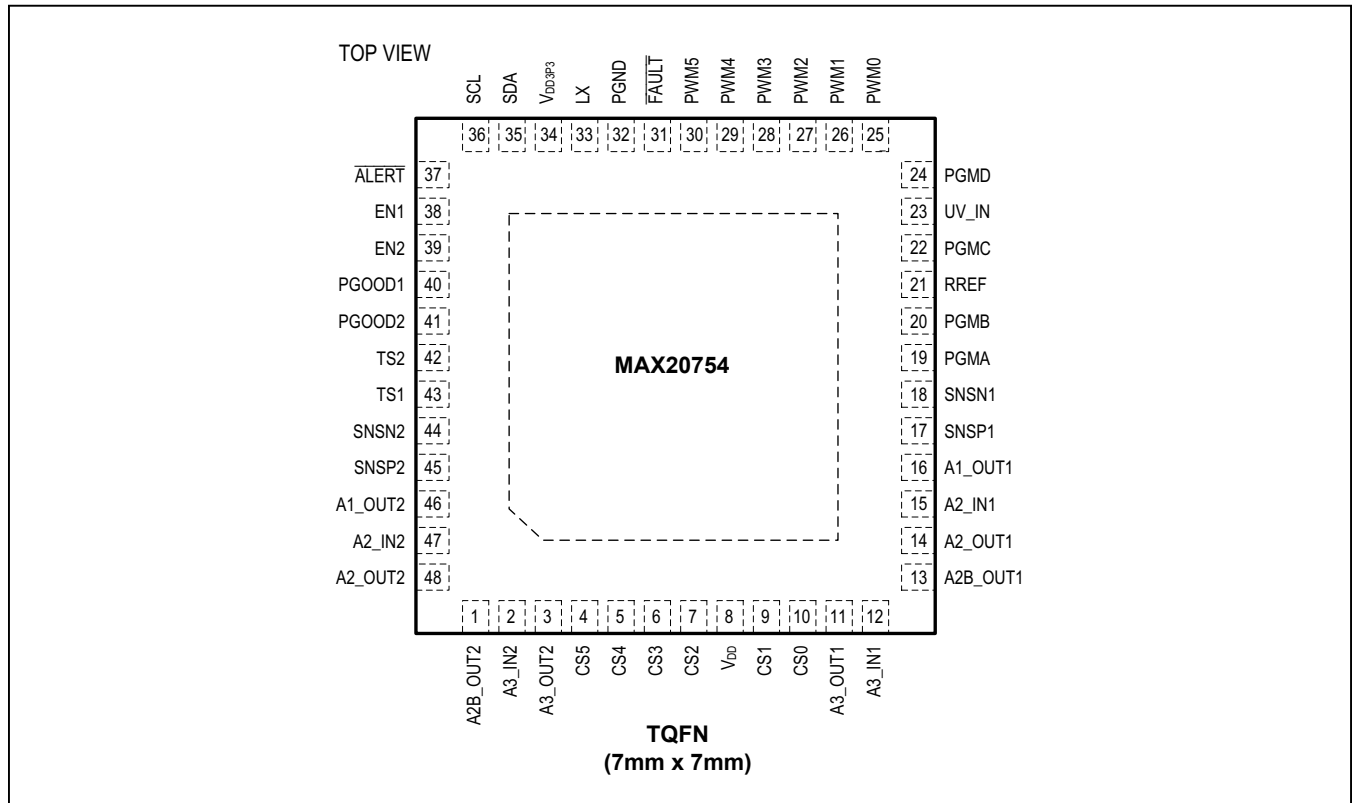 TOP VIEW
SCL
SDA
VDD3P3
LX
PGND
FAULT
PWM5
PWM4
PWM3
PWM2
PWM1
PWM0
36 35 34 33 32 31 30 29 28 27 26 25
ALERT 37
EN1 38
EN2 39
PGOOD1 40
PGOOD2 41
TS2 42
TS1 43
SNSN2 44
SNSP2 45
A1_OUT2 46
A2_IN2 47
A2_OUT2 48
MAX20754
24 PGMD
23 UV_IN
22 PGMC
21 RREF
20 PGMB
19 PGMA
18 SNSN1
17 SNSP1
16 A1_OUT1
15 A2_IN1
14 A2_OUT1
13 A2B_OUT1
1 2 3 4 5 6 7 8 9 10 11 12
A2B_OUT2
A3_IN2
A3_OUT2
CS5
CS4
CS3
CS2
VDD
CS1
CS0
A3_OUT1
A3_IN1
TQFN
(7mm x 7mm)